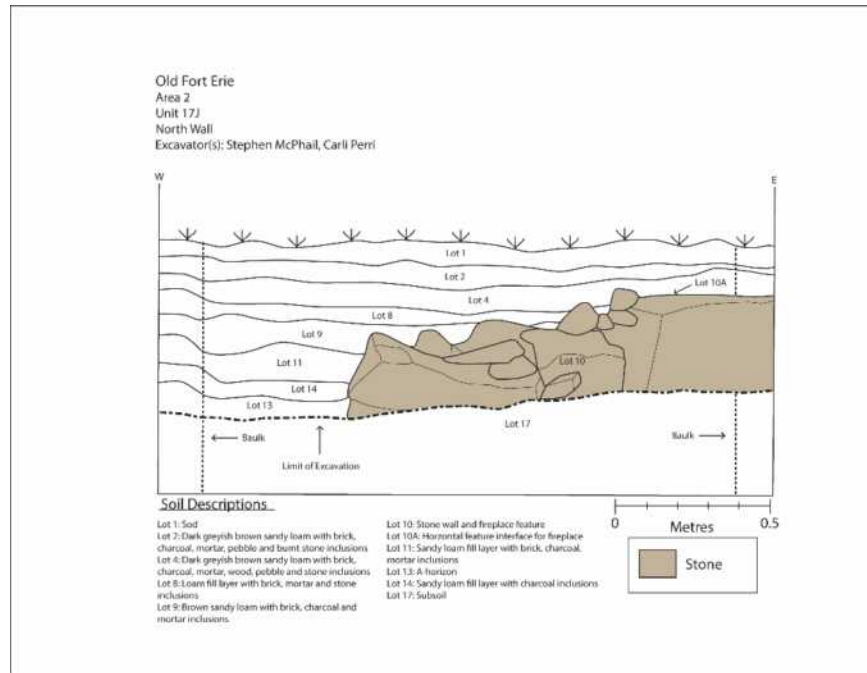 Old Fort Erie
Area 2
Unit 17J
North Wall
Excavator(s): Stephen McPhail, Carli Perri
W
E
Lot 1
Lot 2
Lot 10A
Lot 4
Lot 8
Lot 9
Lot 11
Lot 10
Lot 14
Lot 13
Lot 17
Baulk
Baulk
Limit of Excavation
Soil Descriptions
Lot 1: Sod
Lot 2: Dark greyish brown sandy loam with brick,
charcoal, mortar, pebble and burnt stone inclusions
Lot 4: Dark greyish brown sandy loam with brick,
charcoal, mortar, wood, pebble and stone inclusions
Lot 8: Loam fill layer with brick, mortar and stone
inclusions
Lot 9: Brown sandy loam with brick, charcoal and
mortar inclusions.
Lot 10: Stone wall and fireplace feature
Lot 10A: Horzontal feature interface for fireplace
Lot 11: Sandy loam fill layer with brick, charcoal,
mortar inclusions
Lot 13: A-horizon
Lot 14: Sandy loam fill layer with charcoal inclusions
Lot 17: Subsoil
0
Metres
0.5
Stone